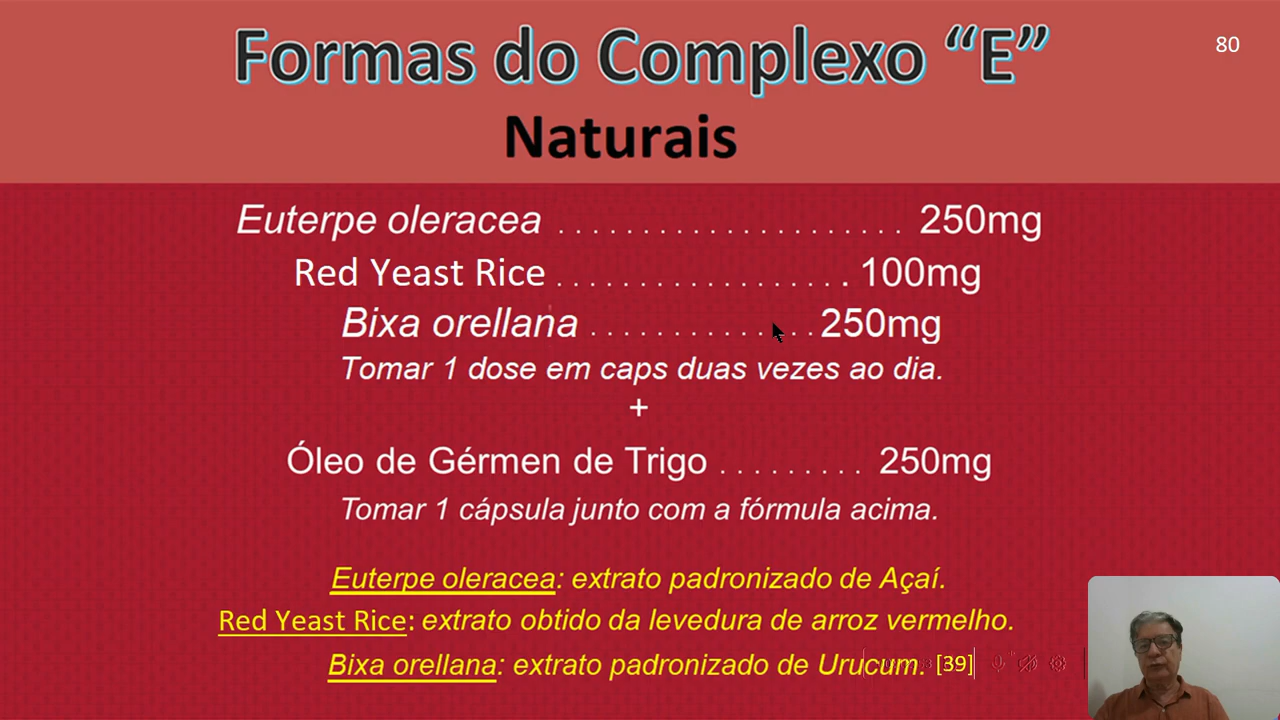 Formas do Complexo “E”
80
Naturais
Euterpe oleracea . . . . . . . . . . . . . . . . . . . . . 250mg
Red Yeast Rice . . . . . . . . . . . . . . . . . . 100mg
Bixa orellana . . . . . . . . . . . . . . 250mg
Tomar 1 dose em caps duas vezes ao dia.
+
Óleo de Gérmen de Trigo . . . . . . . . . 250mg
Tomar 1 cápsula junto com a fórmula acima.
Euterpe oleracea: extrato padronizado de Açaí.
Red Yeast Rice: extrato obtido da levedura de arroz vermelho.
Bixa orellana: extrato padronizado de Urucum. [39]